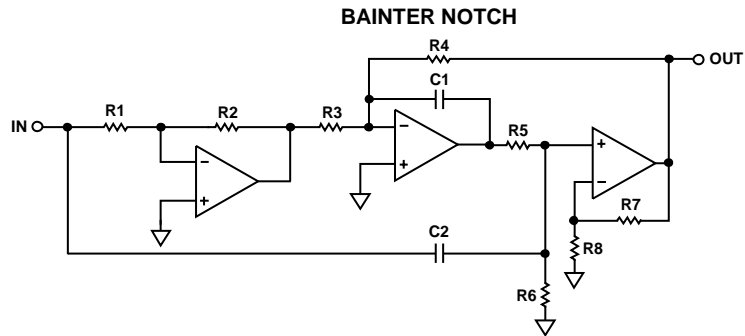 BAINTER NOTCH
R4
OUT
C1
R1
R2
R3
IN
R5
−
+
−
+
+
−
R7
C2
R8
R6